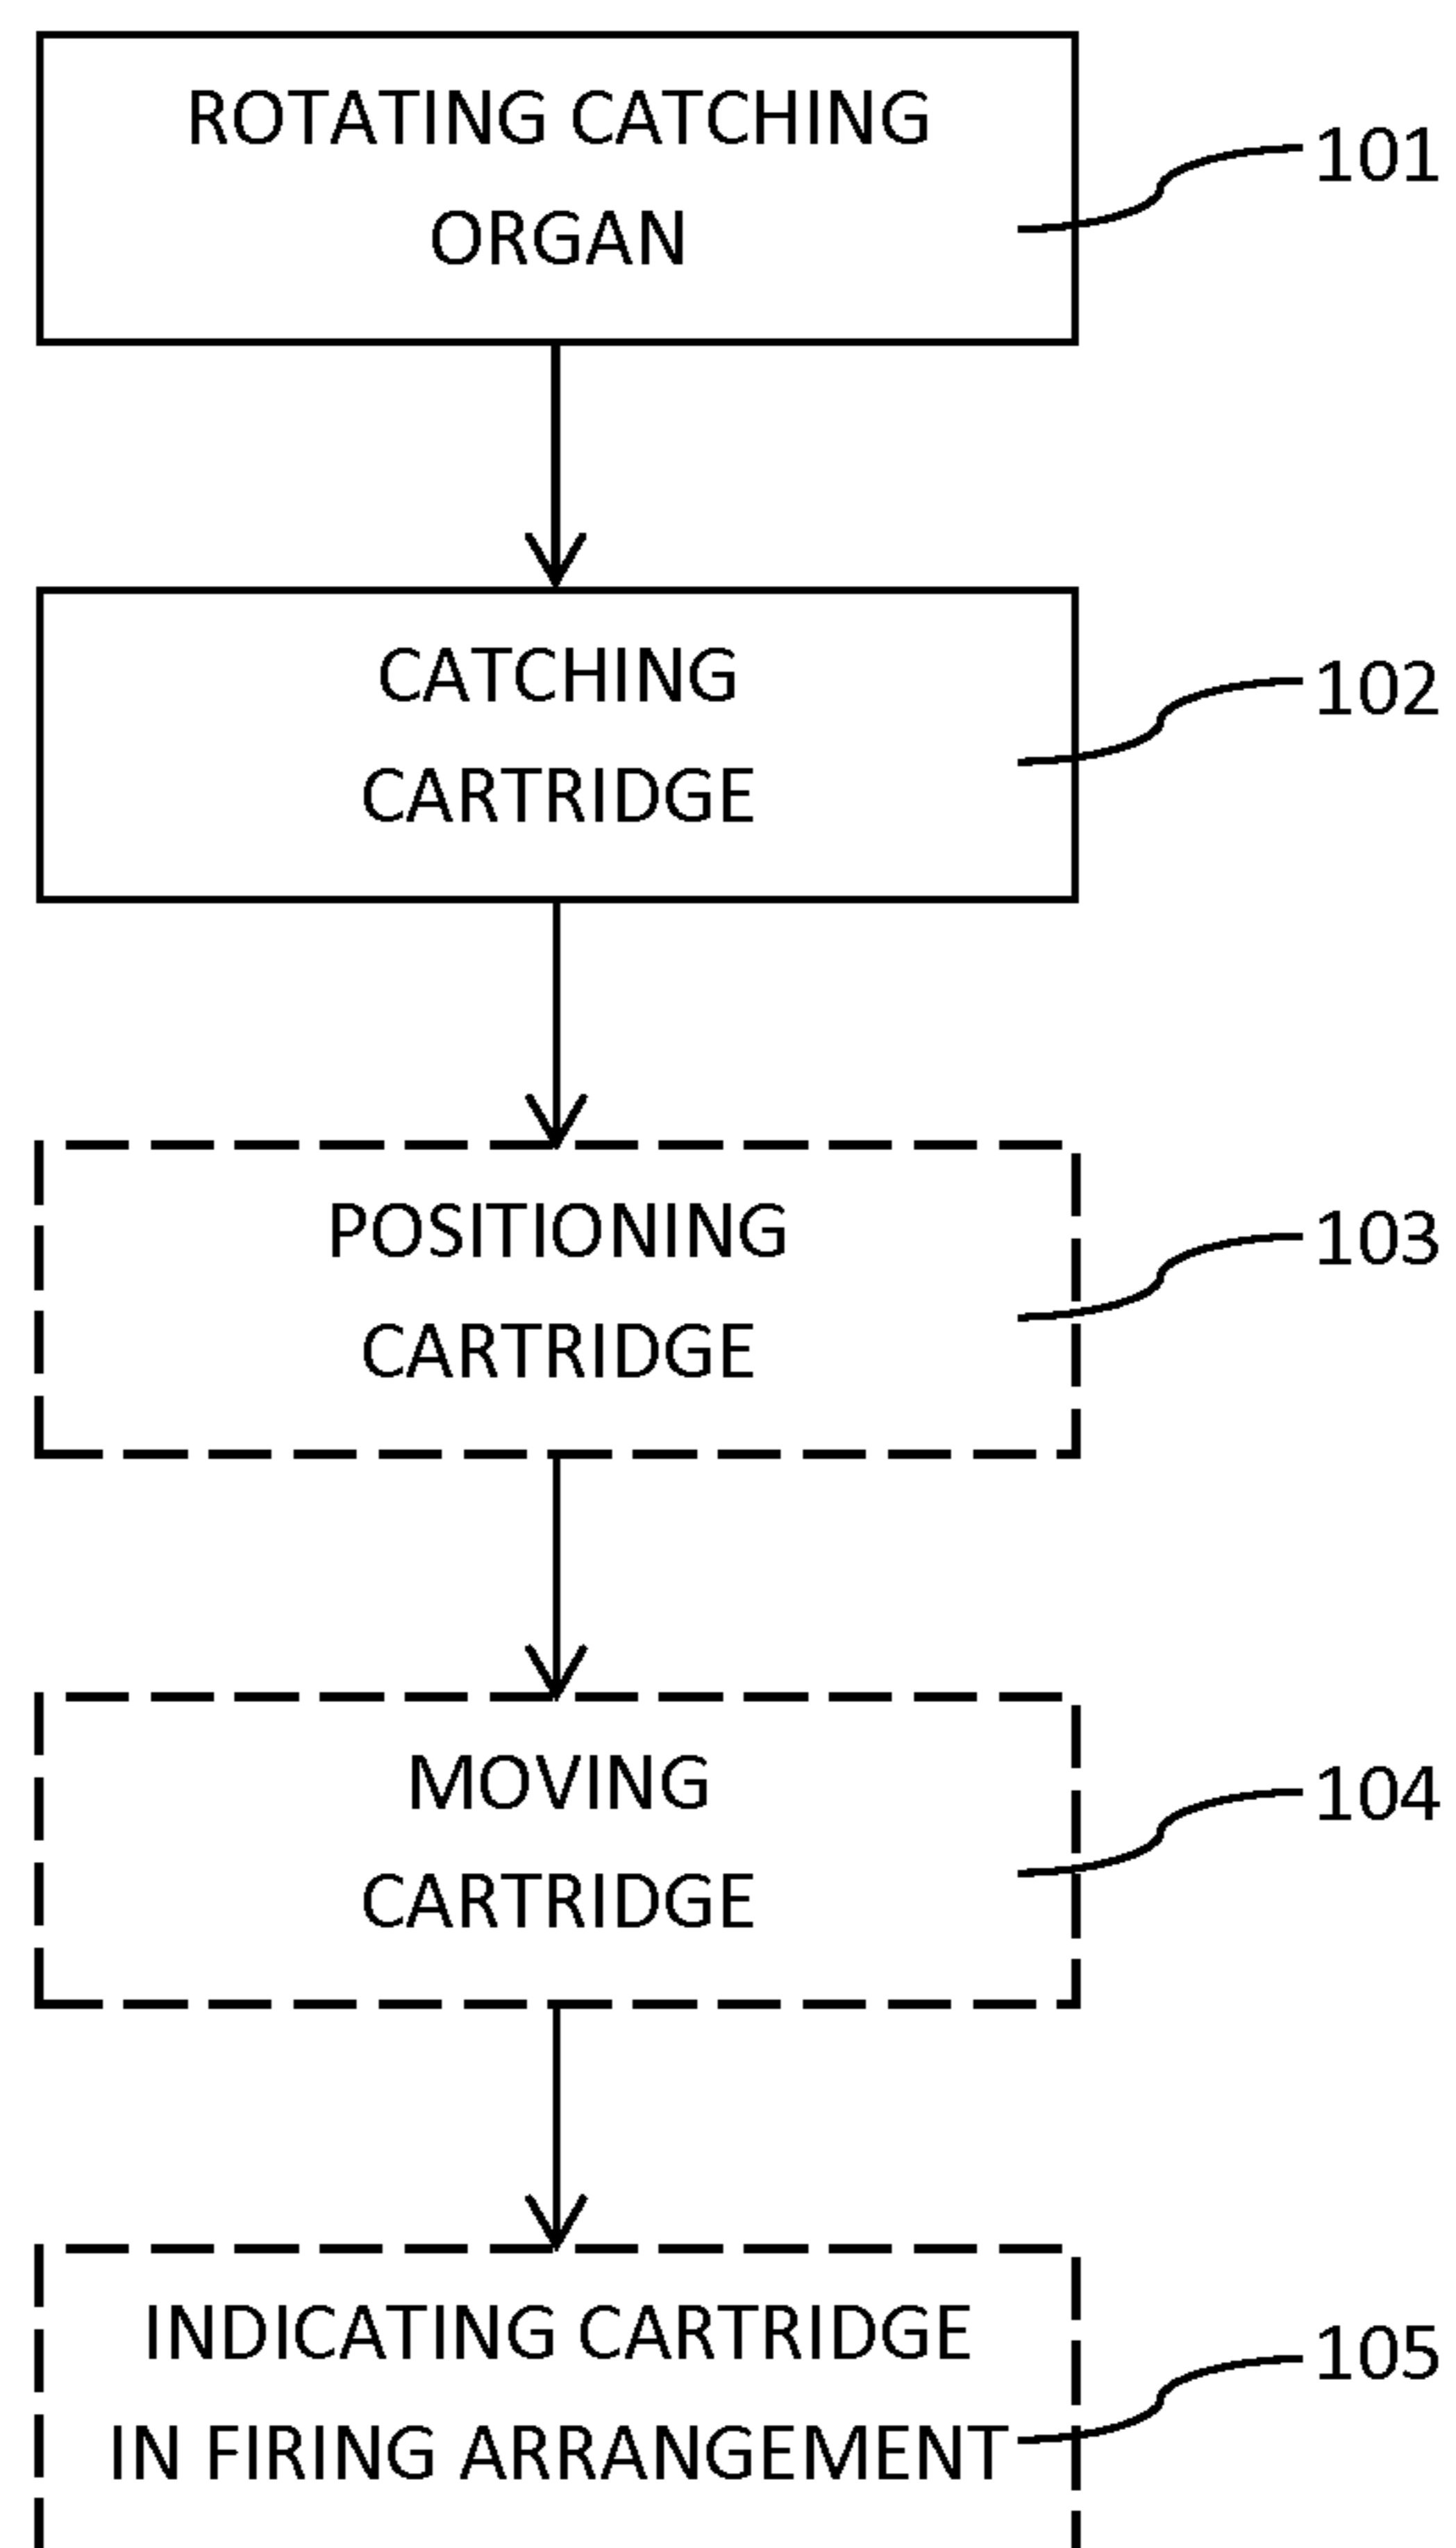 ROTATING CATCHING
ORGAN
101
CATCHING
CARTRIDGE
102
POSITIONING
CARTRIDGE
103
MOVING
CARTRIDGE
104
INDICATING CARTRIDGE
IN FIRING ARRANGEMENT
105